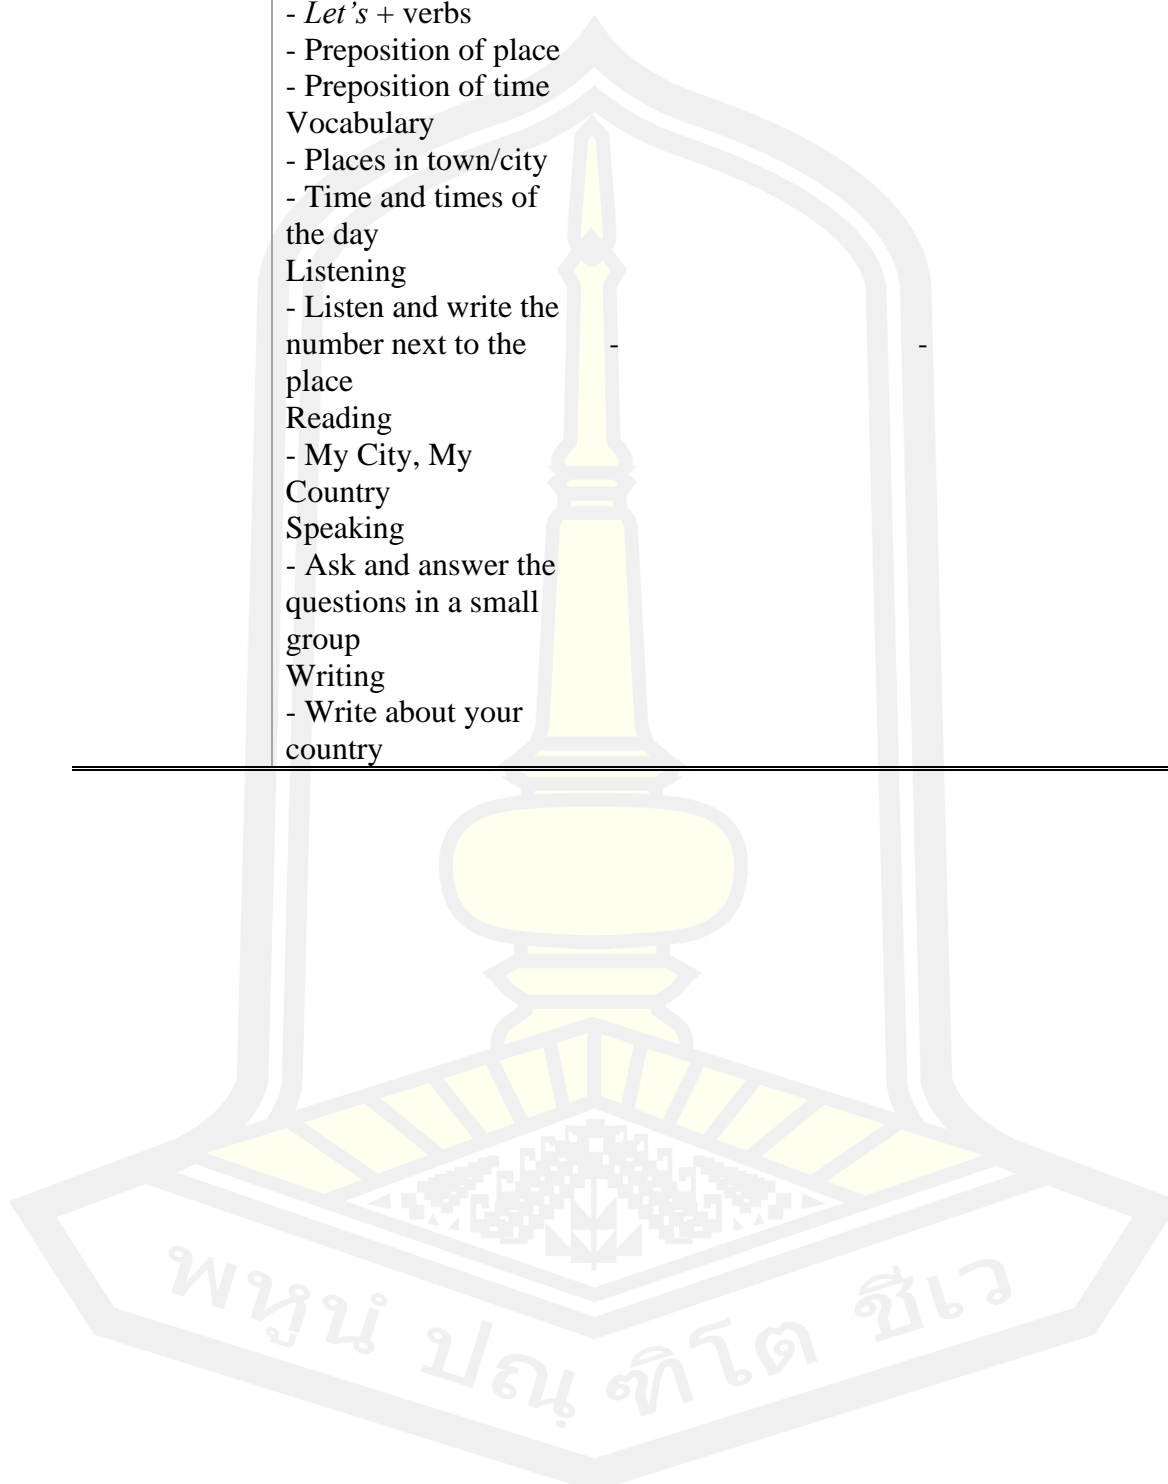 - Let’s + verbs
- Preposition of place
- Preposition of time
Vocabulary
- Places in town/city
- Time and times of
the day
Listening
- Listen and write the
number next to the - -
place
Reading
- My City, My
Country
Speaking
- Ask and answer the
questions in a small
group
Writing
- Write about your
country
พหูนํ ปณฺฑิโต ชีเว